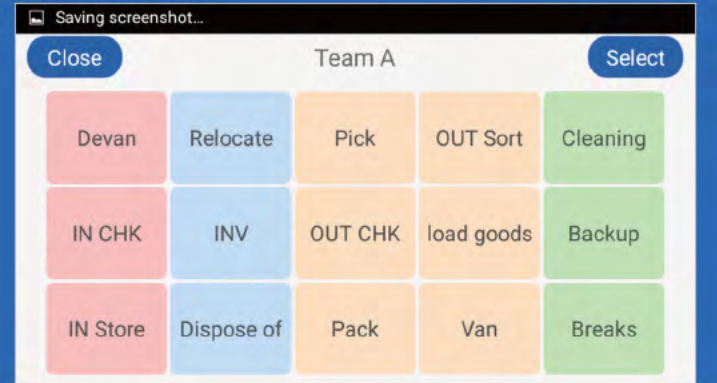 Saving screenshot...
Close Team A Select
Devan Relocate Pick OUT Sort Cleaning
IN CHK INV OUT CHK load goods Backup
IN Store Dispose of Pack Van Breaks